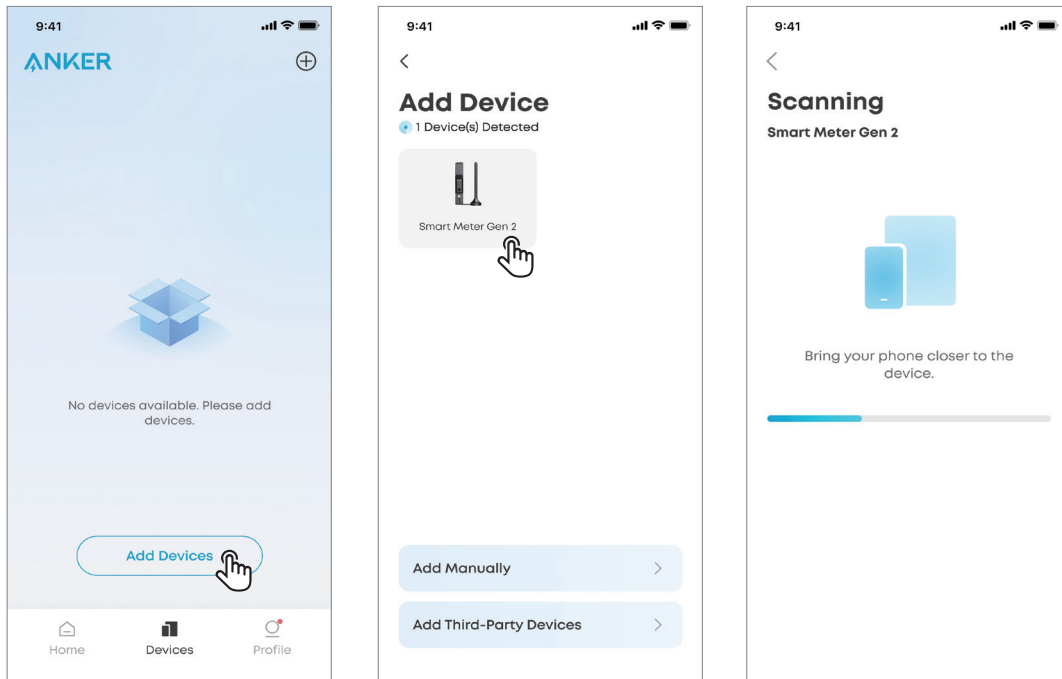 9:41
ANKER
No devices available. Please add
devices.
Add Devices
Home
Devices
Profile
9:41
Add Device
1 Device(s) Detected
Smart Meter Gen 2
Add Manually
Add Third-Party Devices
9:41
Scanning
Smart Meter Gen 2
Bring your phone closer to the
device.